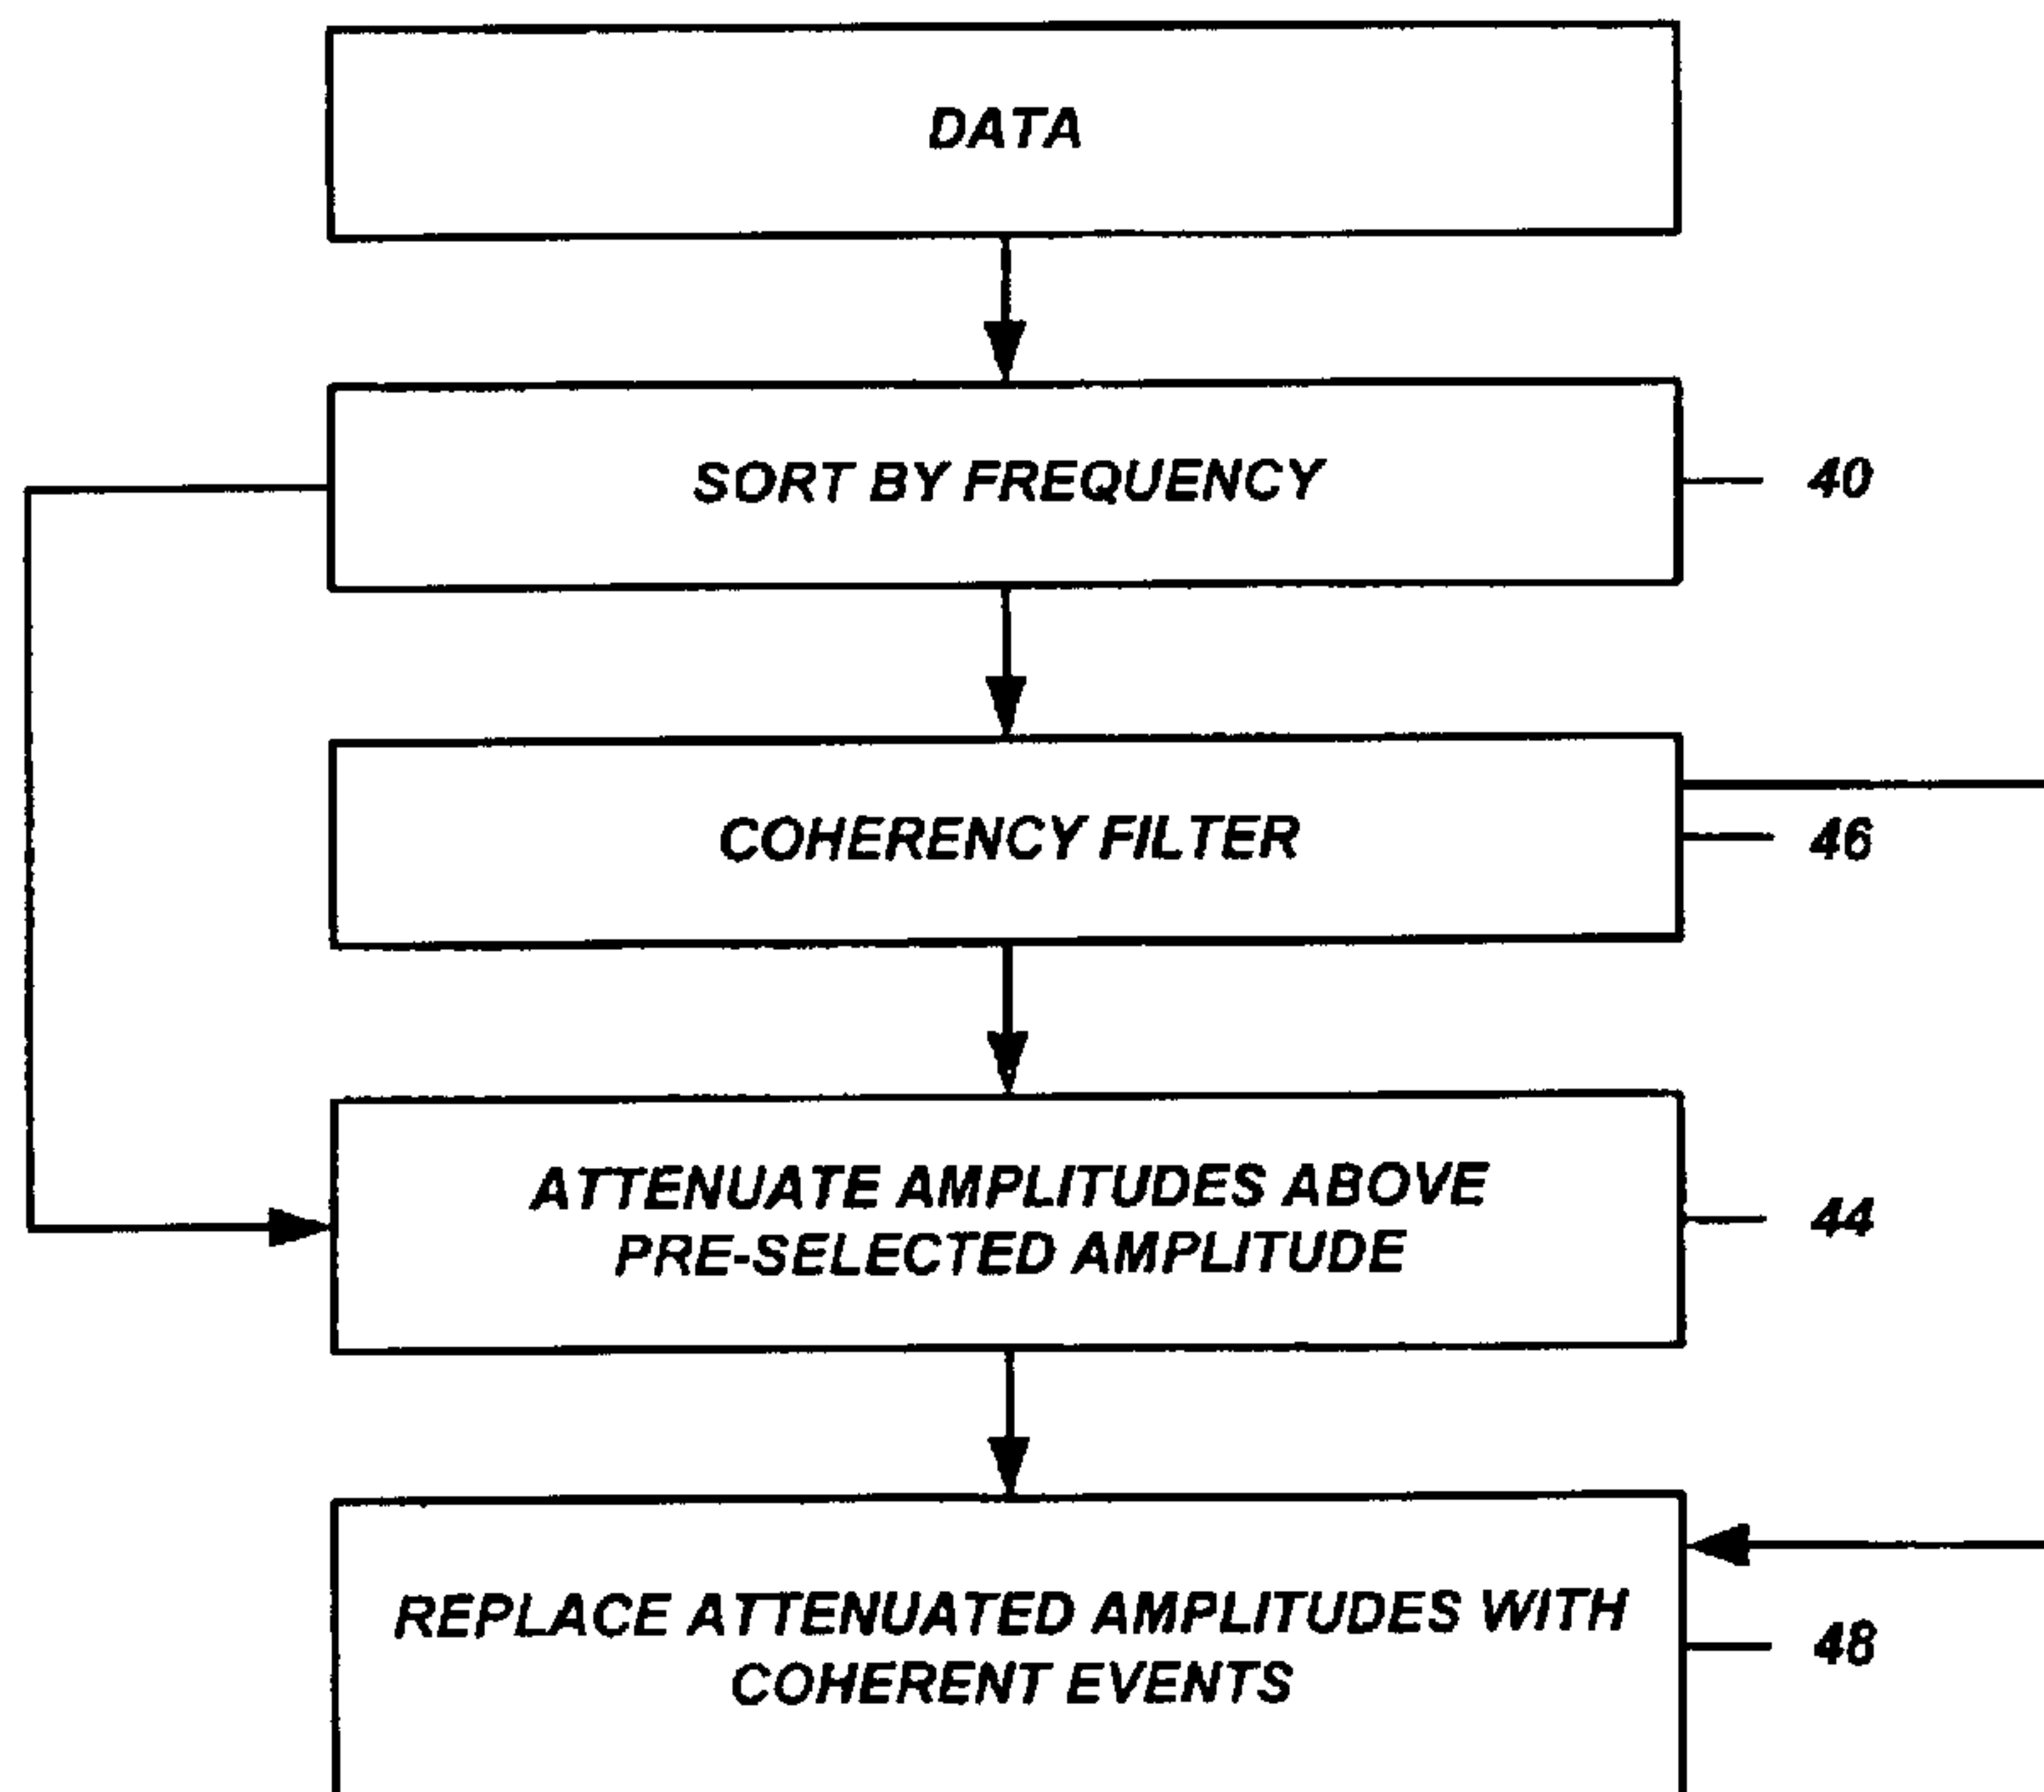 DATA
SORT BY FREQUENCY
40
COHERENCY FILTER
46
ATTENUATE AMPLITUDES ABOVE
PRE-SELECTED AMPLITUDE
44
REPLACE ATTENUATED AMPLITUDES WITH
COHERENT EVENTS
48